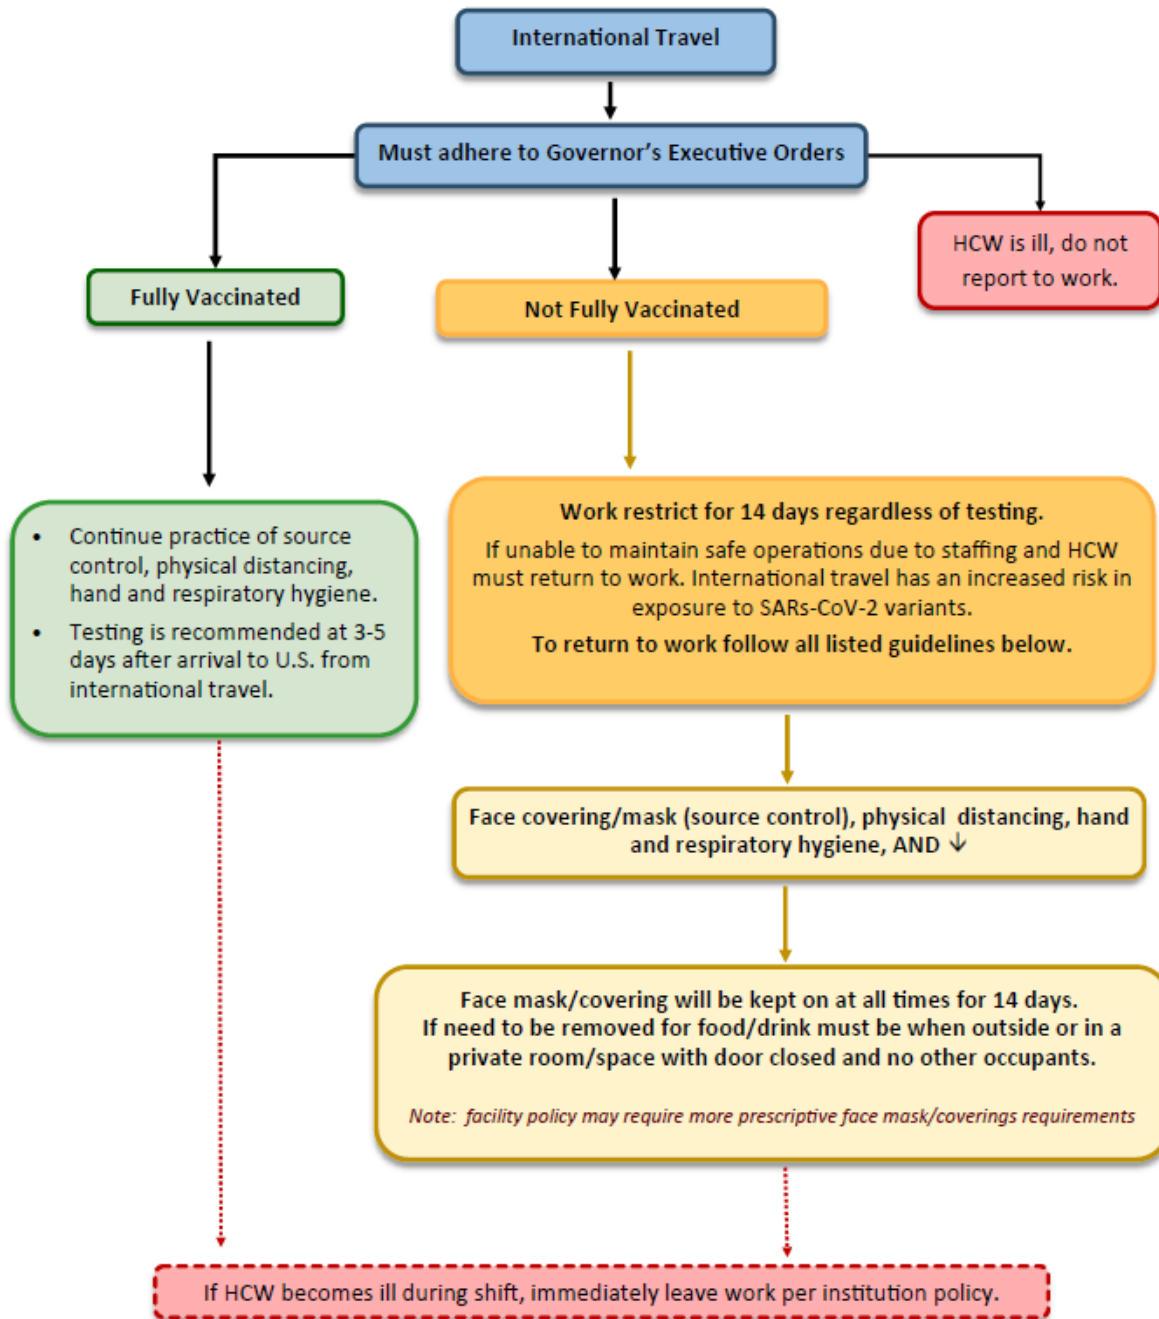 International Travel
Must adhere to Governor's Executive Orders
HCW is ill, do not
report to work.
Fully Vaccinated
Not Fully Vaccinated
• Continue practice of source
control, physical distancing,
hand and respiratory hygiene.
• Testing is recommended at 3-5
days after arrival to U.S. from
international travel.
Work restrict for 14 days regardless of testing.
If unable to maintain safe operations due to staffing and HCW
must return to work. International travel has an increased risk in
exposure to SARs-CoV-2 variants.
To return to work follow all listed guidelines below.
Face covering/mask (source control), physical distancing, hand
and respiratory hygiene, AND ↓
Face mask/covering will be kept on at all times for 14 days.
If need to be removed for food/drink must be when outside or in a
private room/space with door closed and no other occupants.
Note: facility policy may require more prescriptive face mask/coverings requirements
If HCW becomes ill during shift, immediately leave work per institution policy.